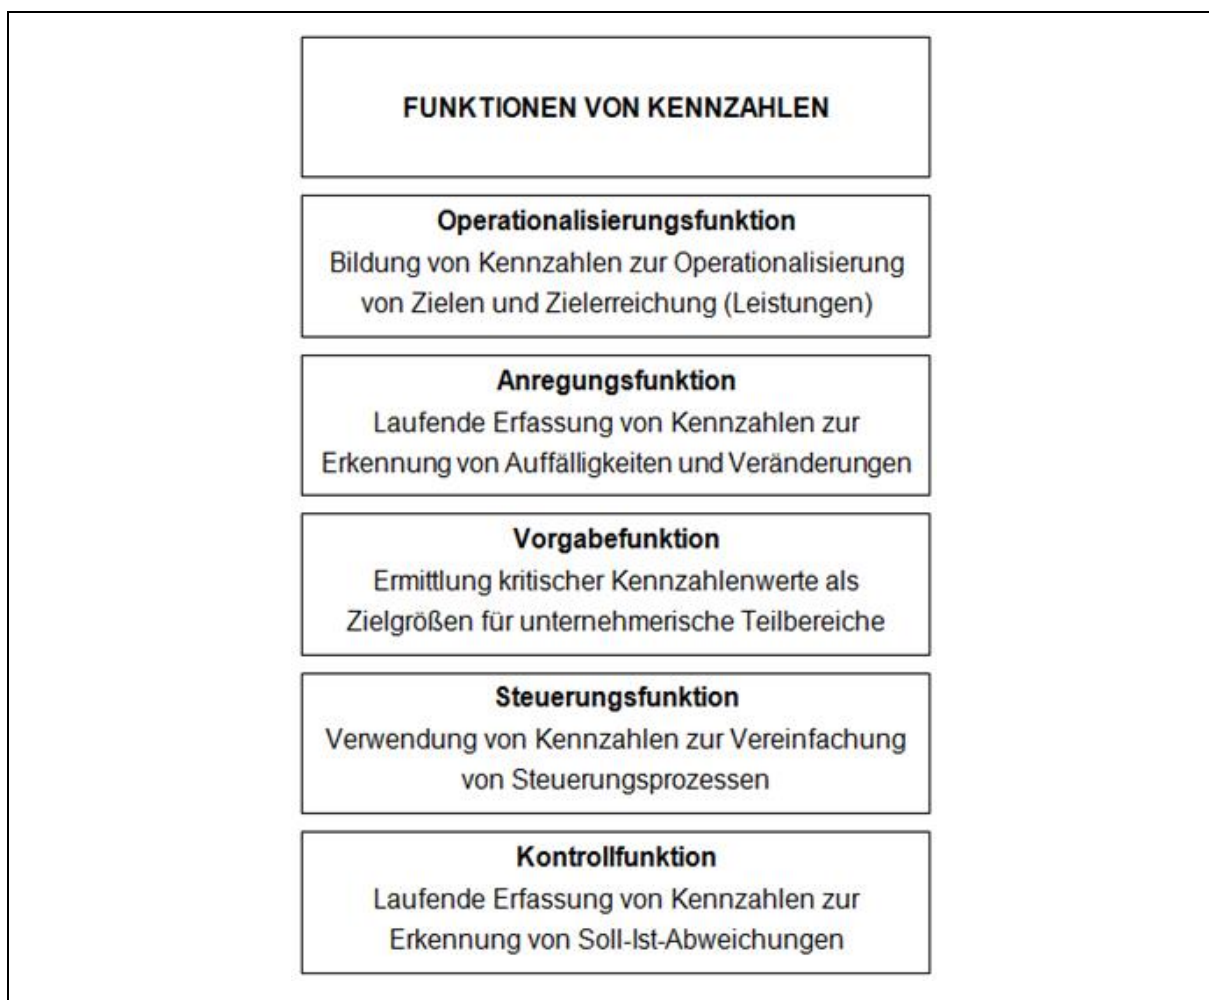 FUNKTIONEN VON KENNZAHLEN
Operationalisierungsfunktion
Bildung von Kennzahlen zur Operationalisierung
von Zielen und Zielerreichung (Leistungen)
Anregungsfunktion
Laufende Erfassung von Kennzahlen zur
Erkennung von Auffälligkeiten und Veränderungen
Vorgabefunktion
Ermittlung kritischer Kennzahlenwerte als
Zielgrößen für unternehmerische Teilbereiche
Steuerungsfunktion
Verwendung von Kennzahlen zur Vereinfachung
von Steuerungsprozessen
Kontrollfunktion
Laufende Erfassung von Kennzahlen zur
Erkennung von Soll-Ist-Abweichungen